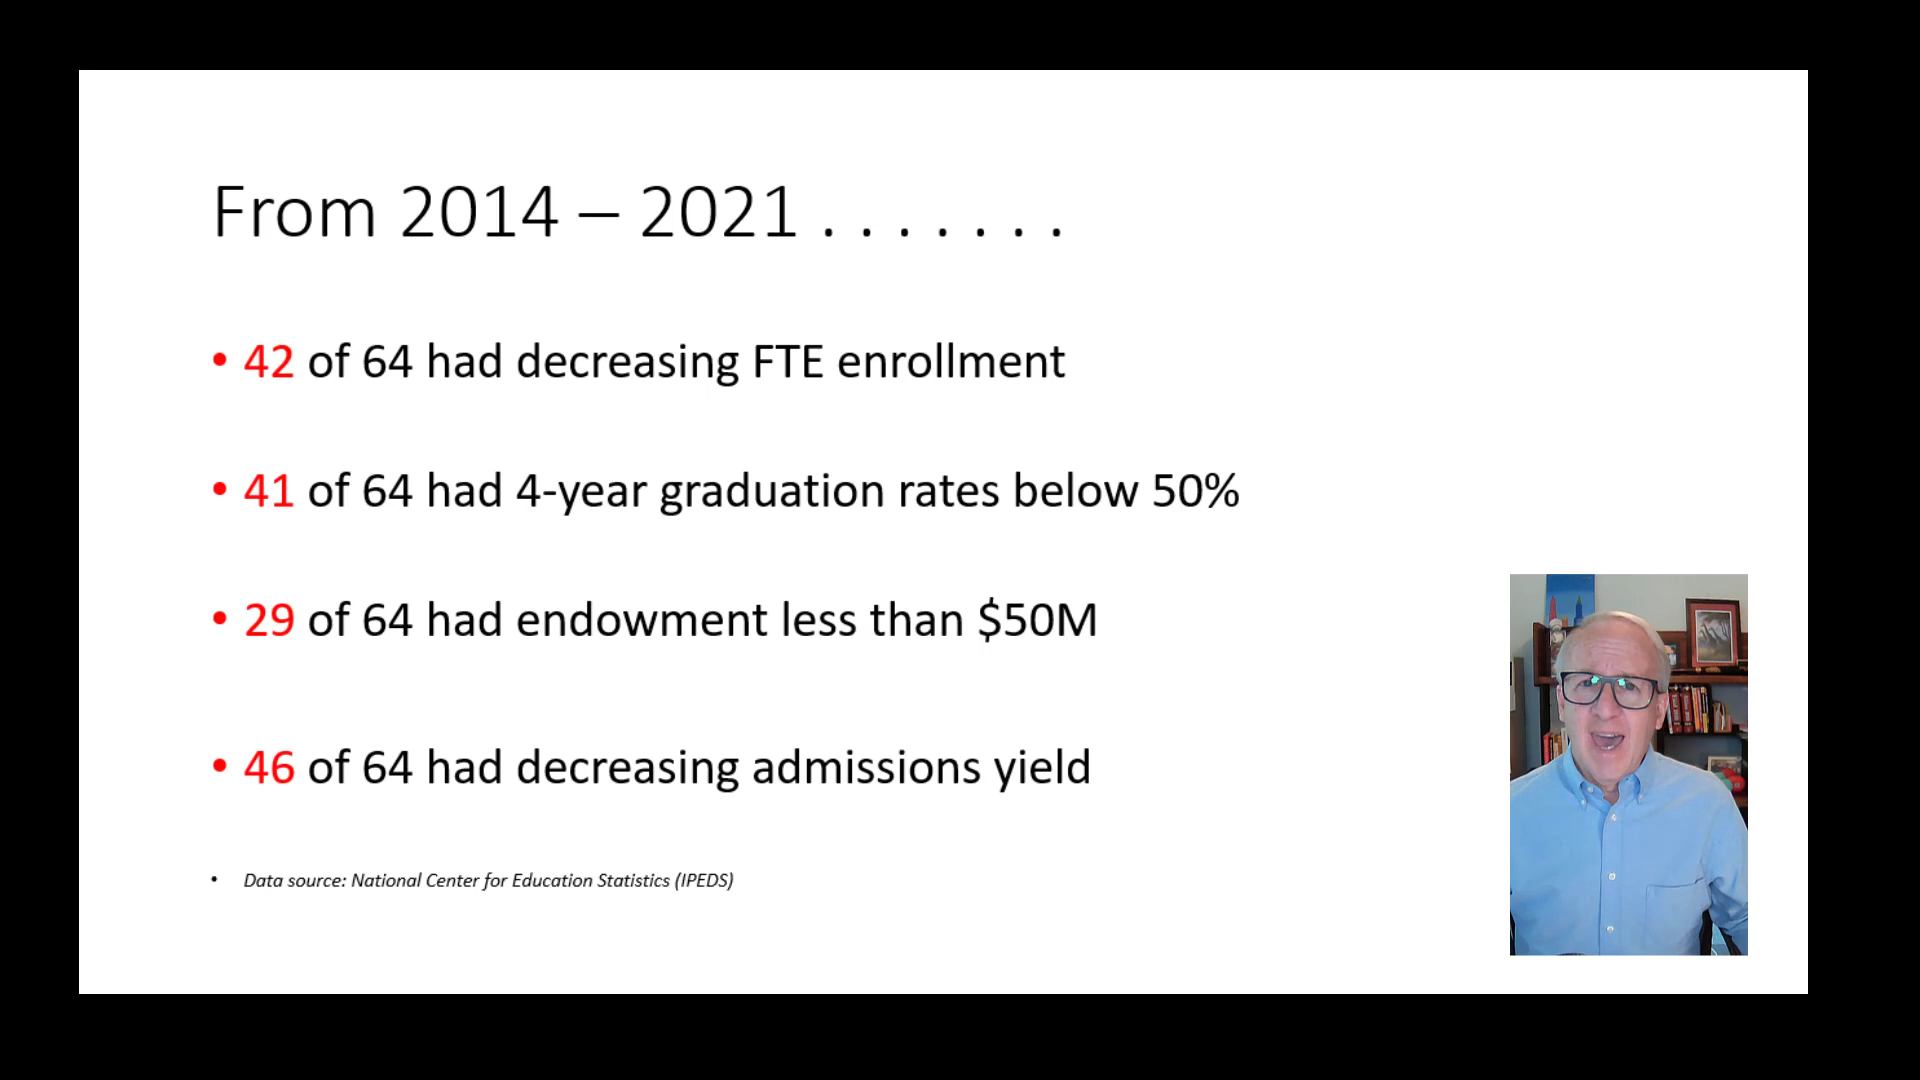 From 2014 – 2021 . . . . . . .
• 42 of 64 had decreasing FTE enrollment
• 41 of 64 had 4-year graduation rates below 50%
• 29 of 64 had endowment less than $50M
• 46 of 64 had decreasing admissions yield
• Data source: National Center for Education Statistics (IPEDS)